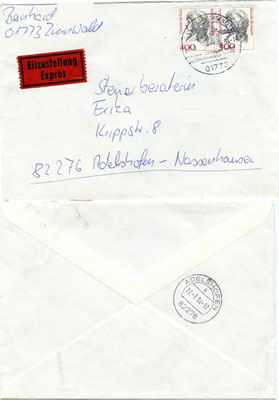 Bernhard
01773 Zinnwald
Eilzustellung
Exprès
400
400
01773
Steuerberaterin
Erika
Krippstr. 8
82276 Adelshofen - Nassenhausen
ADELSHOFEN
a
82276